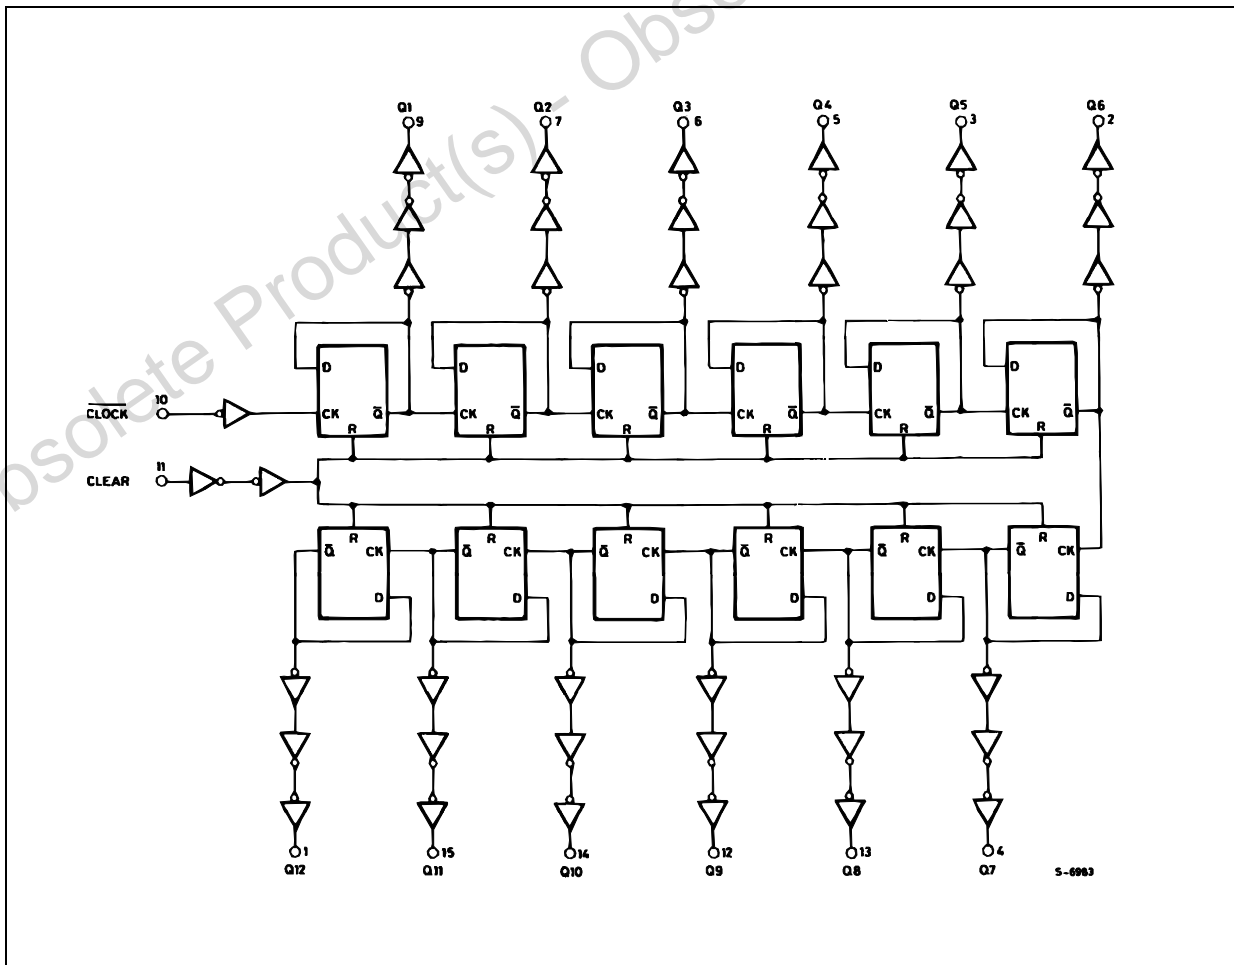 Obsolete Product(s) - Obso
Q1 Q2 Q3 Q4 Q5 Q6
9 7 6 5 3 2
D D D D D D
10
C̅L̅O̅C̅K̅ CK Q̅ CK Q̅ CK Q̅ CK Q̅ CK Q̅ CK Q̅
R R R R R R
11
CLEAR
R R R R R R
Q̅ CK Q̅ CK Q̅ CK Q̅ CK Q̅ CK Q̅ CK
D D D D D D
1 15 14 12 13 4
Q12 Q11 Q10 Q9 Q8 Q7
S-6983